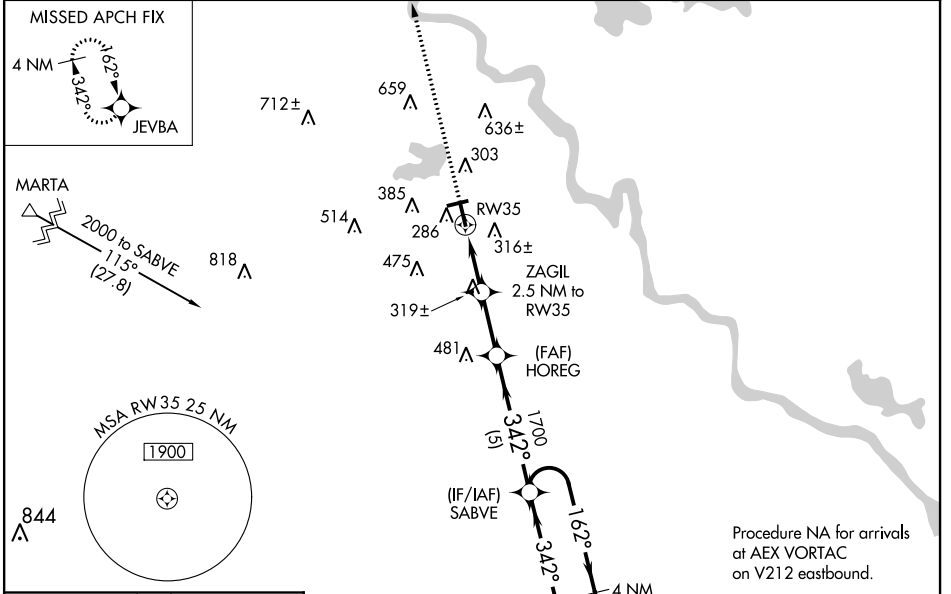 MISSED APCH FIX
4 NM
162°
342°
JEVBA
712±
659
636±
303
MARTA
385
RW35
514
286
316±
2000 to SABVE
115°
(27.8)
818
475
ZAGIL
2.5 NM to
RW35
319±
481
(FAF)
HOREG
MSA RW35 25 NM
1900
1700
342°
(5)
(IF/IAF)
SABVE
844
162°
342°
4 NM
Procedure NA for arrivals
at AEX VORTAC
on V212 eastbound.